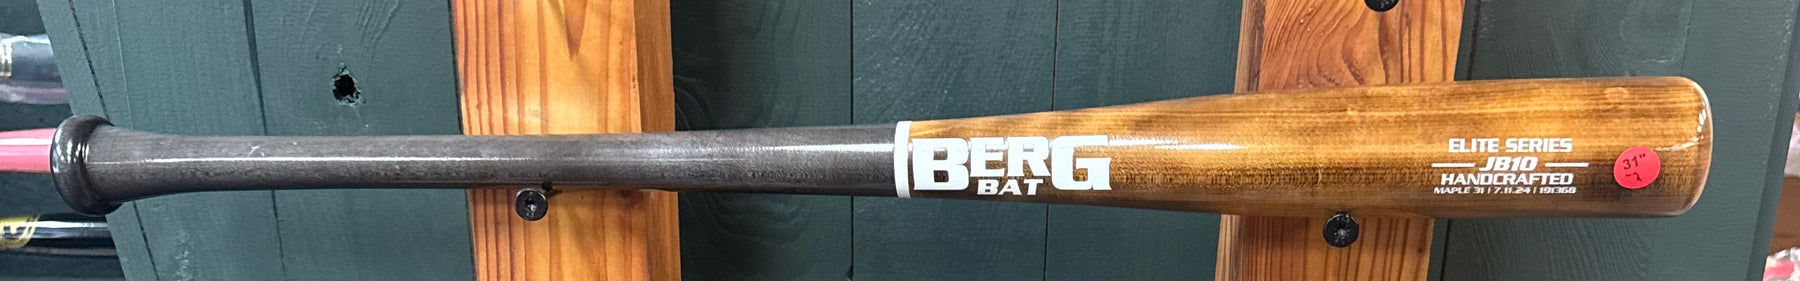 BERG
BAT
ELITE SERIES
JB10
HANDCRAFTED
MAPLE 31 | 7.11.24 | 191368
31"